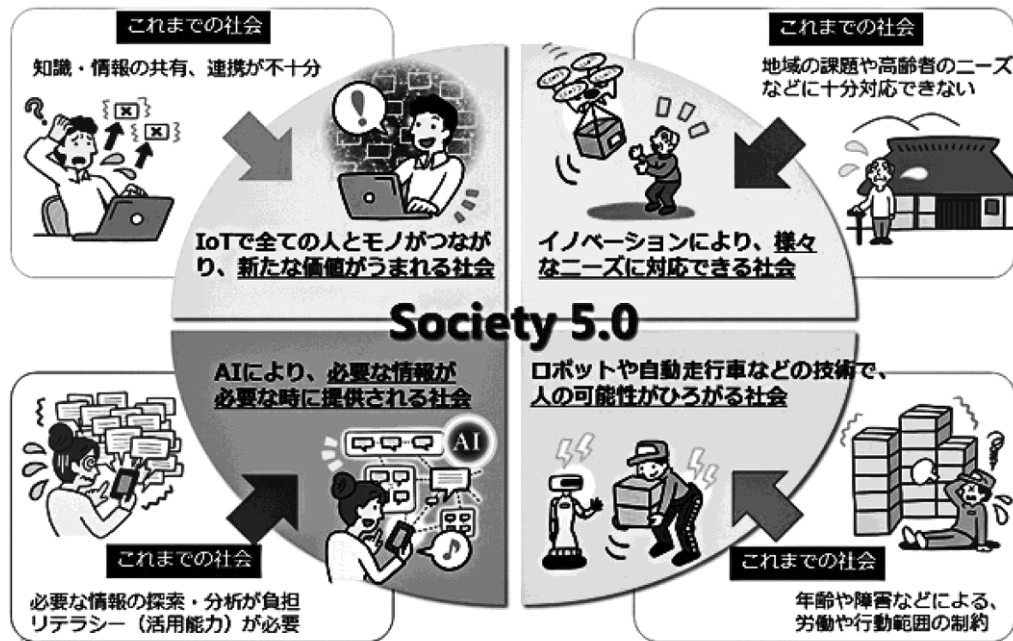 これまでの社会
知識・情報の共有、連携が不十分
IoTで全ての人とモノがつなが
り、新たな価値がうまれる社会
これまでの社会
地域の課題や高齢者のニーズ
などに十分対応できない
イノベーションにより、様々
なニーズに対応できる社会
Society 5.0
AIにより、必要な情報が
必要な時に提供される社会
AI
これまでの社会
必要な情報の探索・分析が負担
リテラシー（活用能力）が必要
ロボットや自動走行車などの技術で、
人の可能性がひろがる社会
これまでの社会
年齢や障害などによる、
労働や行動範囲の制約